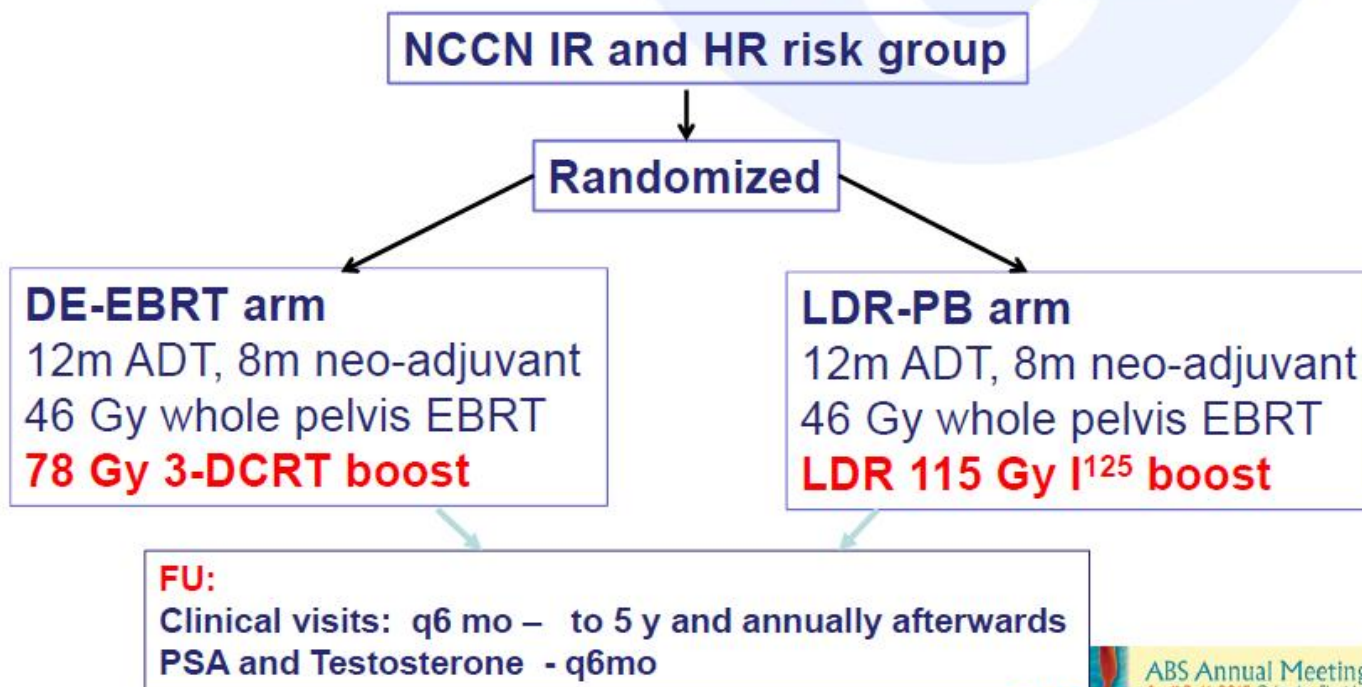 NCCN IR and HR risk group
Randomized
DE-EBRT arm
12m ADT, 8m neo-adjuvant
46 Gy whole pelvis EBRT
78 Gy 3-DCRT boost
LDR-PB arm
12m ADT, 8m neo-adjuvant
46 Gy whole pelvis EBRT
LDR 115 Gy I¹²⁵ boost
FU:
Clinical visits: q6 mo – to 5 y and annually afterwards
PSA and Testosterone - q6mo
ABS Annual Meeting